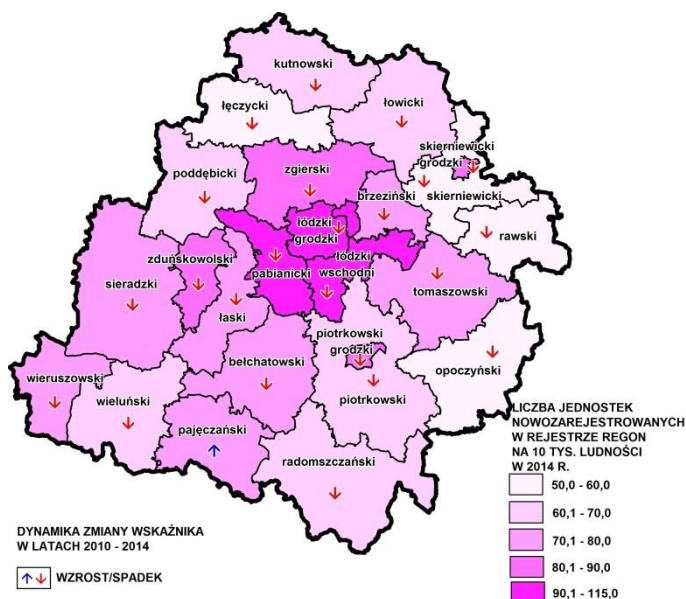 kutnowski
łęczycki
łowicki
skierniewicki
grodzki
poddębicki
zgierski
brzeziński
skierniewicki
rawski
łódzki
grodzki
zduńskowolski
łódzki
pabianicki
wschodni
sieradzki
tomaszowski
łaski
piotrkowski
grodzki
bełchatowski
opoczyński
wieruszowski
wieluński
piotrkowski
pajęczański
radomszczański
LICZBA JEDNOSTEK
NOWOZAREJESTROWANYCH
W REJESTRZE REGON
NA 10 TYS. LUDNOŚCI
W 2014 R.
50,0 - 60,0
60,1 - 70,0
70,1 - 80,0
80,1 - 90,0
90,1 - 115,0
DYNAMIKA ZMIANY WSKAŹNIKA
W LATACH 2010 - 2014
WZROST/SPADEK